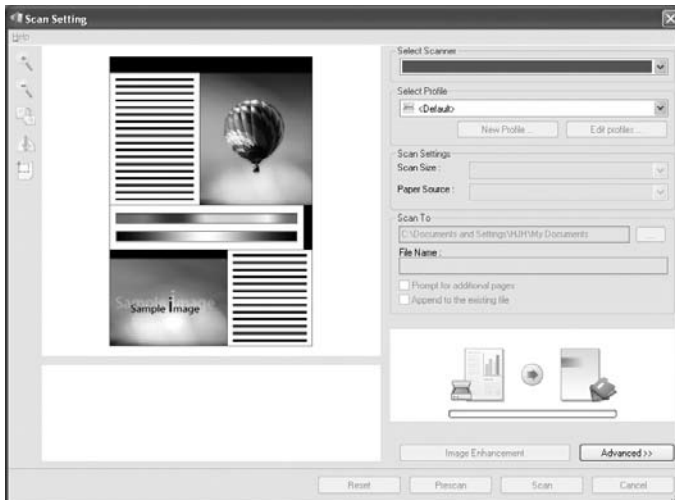 Scan Setting
Help
Select Scanner
Select Profile
<Default>
New Profile ...
Edit profiles ...
Scan Settings
Scan Size :
Paper Source :
Scan To
C:\Documents and Settings\HJH\My Documents
...
File Name :
Prompt for additional pages
Append to the existing file
Sample image
Sample image
Image Enhancement
Advanced >>
Reset
Prescan
Scan
Cancel